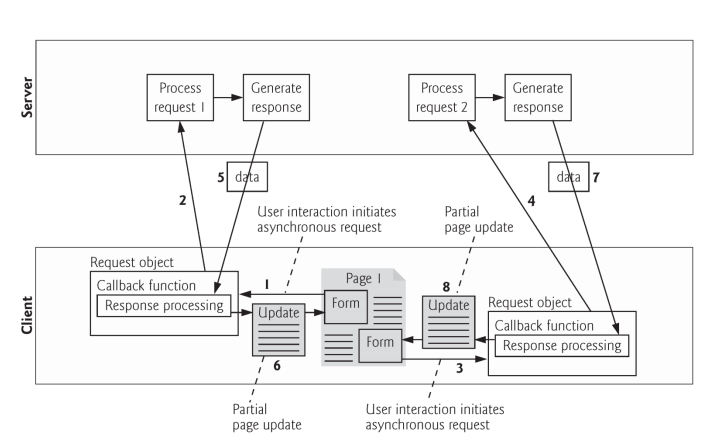 Server
Process
request 1
Generate
response
Process
request 2
Generate
response
5
data
data
7
2
4
User interaction initiates
asynchronous request
Partial
page update
Client
Request object
Callback function
Response processing
1
Update
6
Page 1
Form
Form
8
Update
3
Request object
Callback function
Response processing
Partial
page update
User interaction initiates
asynchronous request